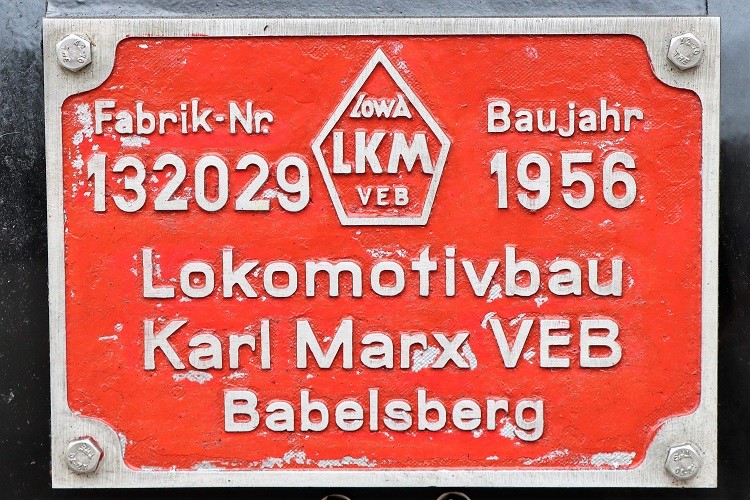 Fabrik-Nr.
132029
LOWA
LKM
VEB
Baujahr
1956
Lokomotivbau
Karl Marx VEB
Babelsberg